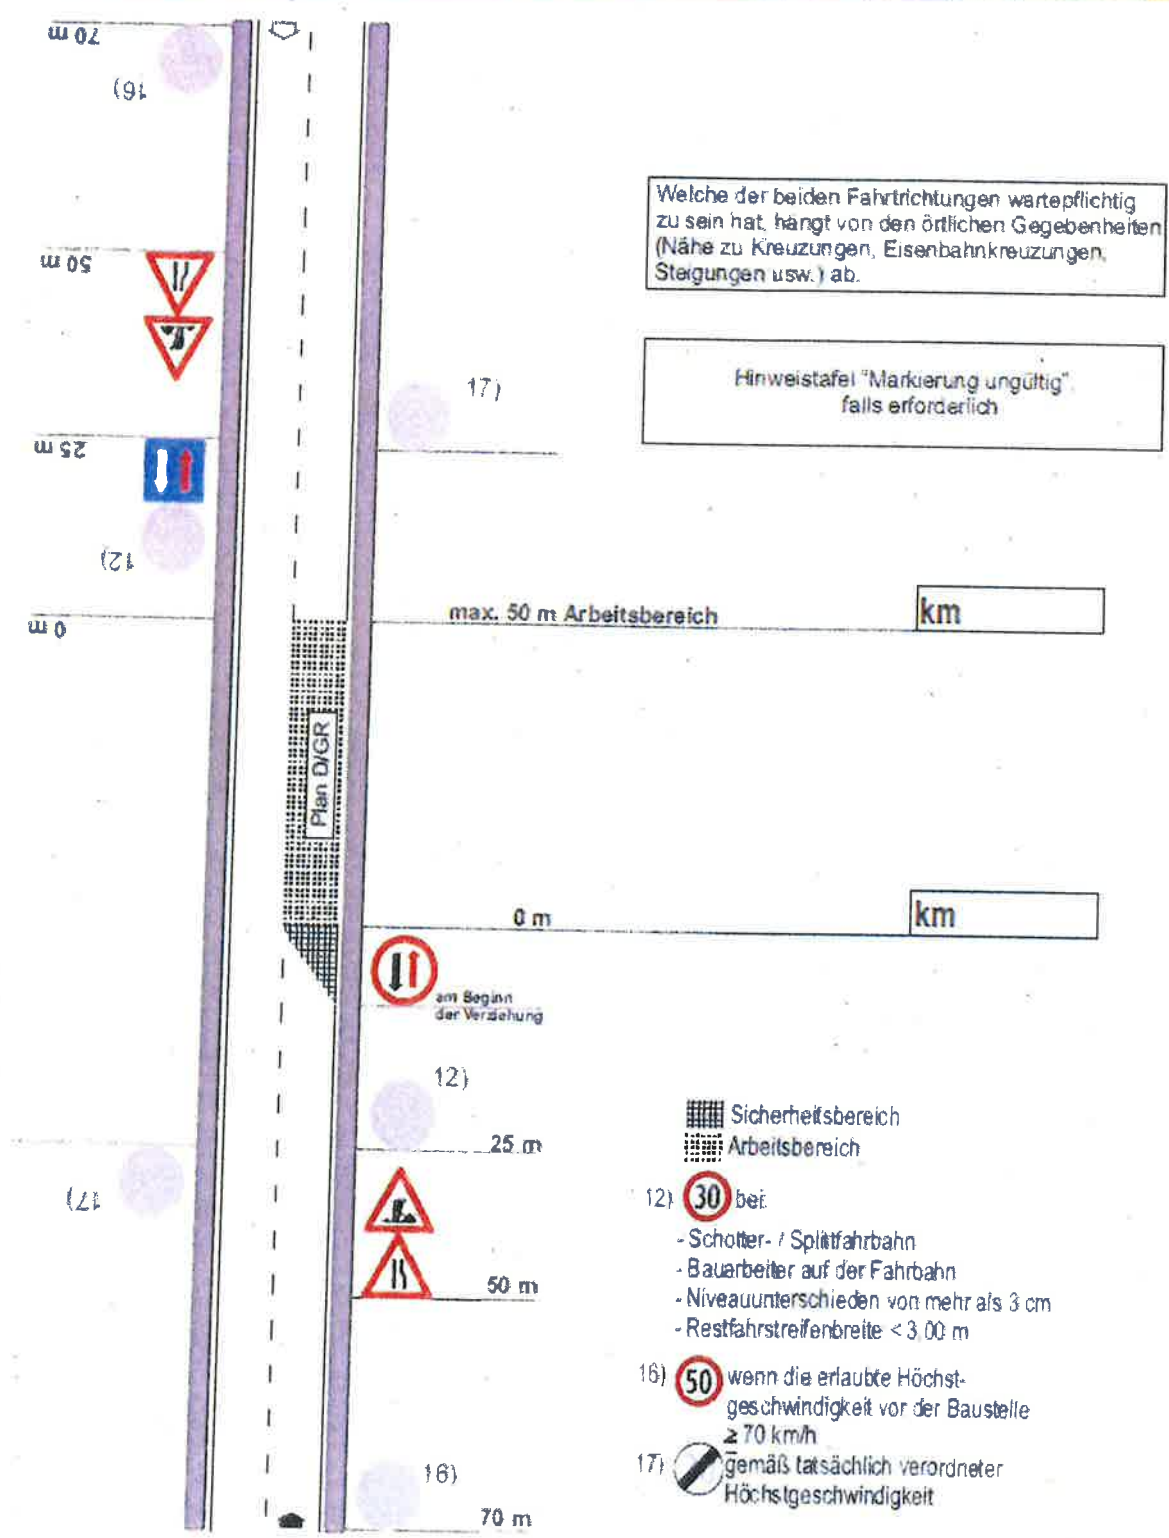 70 m
16)
Welche der beiden Fahrtrichtungen wartepflichtig
zu sein hat, hängt von den örtlichen Gegebenheiten
(Nähe zu Kreuzungen, Eisenbahnkreuzungen,
Steigungen usw.) ab.
50 m
Hinweistafel "Markierung ungültig",
falls erforderlich
17)
25 m
12)
max. 50 m Arbeitsbereich
km
0 m
Plan D/GR
0 m
km
am Beginn
der Verziehung
12)
25 m
17)
50 m
16)
70 m
Sicherheitsbereich
Arbeitsbereich
12) 30 bei:
- Schotter- / Splittfahrbahn
- Bauarbeiter auf der Fahrbahn
- Niveauunterschieden von mehr als 3 cm
- Restfahrstreifenbreite < 3,00 m
16) 50 wenn die erlaubte Höchst-
geschwindigkeit vor der Baustelle
≥ 70 km/h
17) gemäß tatsächlich verordneter
Höchstgeschwindigkeit